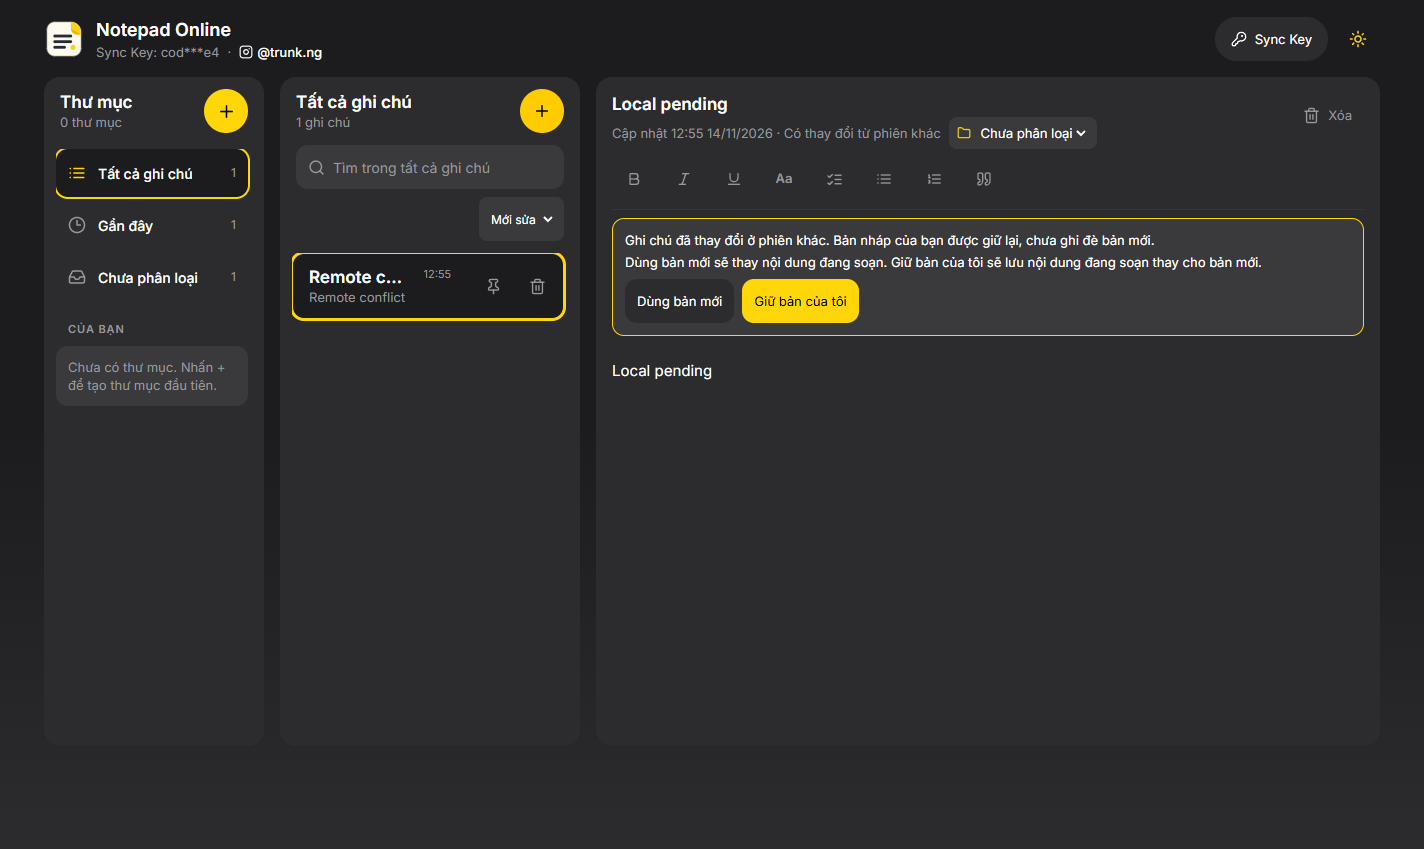 Notepad Online
Sync Key: cod***e4 · @trunk.ng
Sync Key
Thư mục
0 thư mục
Tất cả ghi chú 1
Gần đây 1
Chưa phân loại 1
CỦA BẠN
Chưa có thư mục. Nhấn +
để tạo thư mục đầu tiên.
Tất cả ghi chú
1 ghi chú
Tìm trong tất cả ghi chú
Mới sửa
Remote c... 12:55
Remote conflict
Local pending
Cập nhật 12:55 14/11/2026 · Có thay đổi từ phiên khác Chưa phân loại
Xóa
B I U Aa
Ghi chú đã thay đổi ở phiên khác. Bản nháp của bạn được giữ lại, chưa ghi đè bản mới.
Dùng bản mới sẽ thay nội dung đang soạn. Giữ bản của tôi sẽ lưu nội dung đang soạn thay cho bản mới.
Dùng bản mới Giữ bản của tôi
Local pending